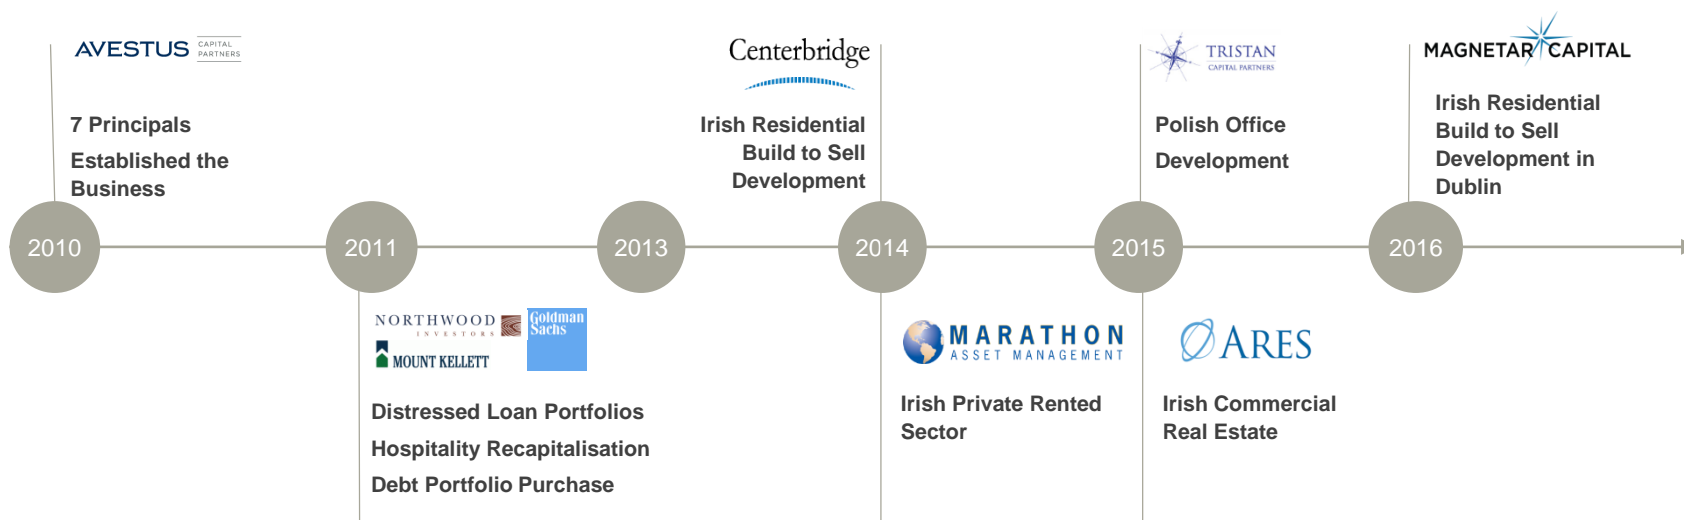 AVESTUS CAPITAL
PARTNERS
7 Principals
Established the
Business
Centerbridge
Irish Residential
Build to Sell
Development
TRISTAN
CAPITAL PARTNERS
Polish Office
Development
MAGNETAR CAPITAL
Irish Residential
Build to Sell
Development in
Dublin
2010
2011
2013
2014
2015
2016
NORTHWOOD
INVESTORS
MOUNT KELLETT
Goldman
Sachs
Distressed Loan Portfolios
Hospitality Recapitalisation
Debt Portfolio Purchase
MARATHON
ASSET MANAGEMENT
Irish Private Rented
Sector
ARES
Irish Commercial
Real Estate